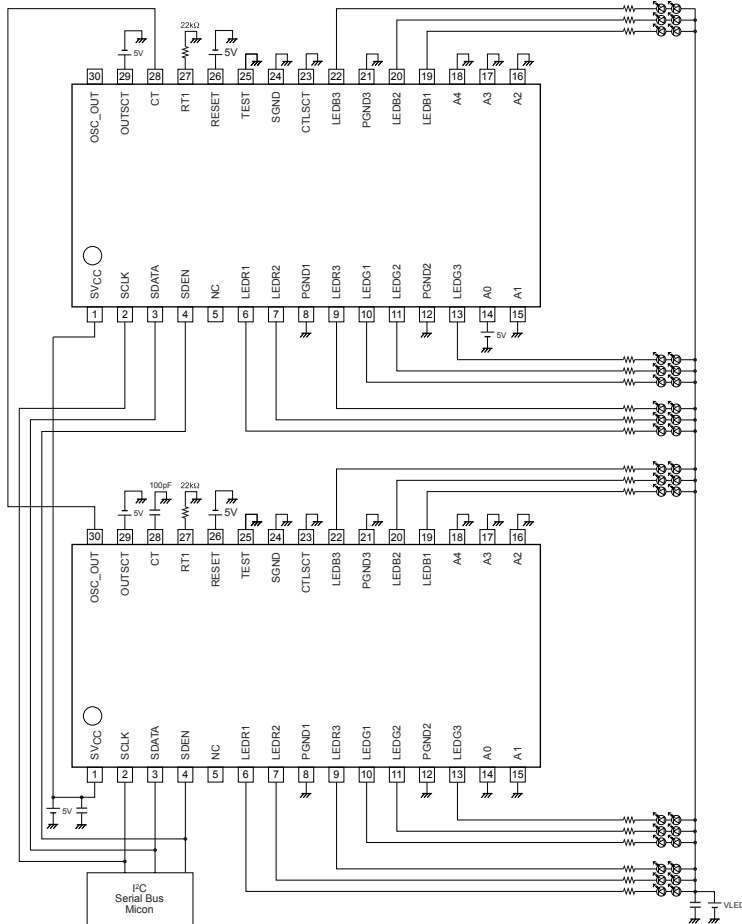 22kΩ
5V
5V
30 29 28 27 26 25 24 23 22 21 20 19 18 17 16
OSC_OUT
OUTSCT
CT
RT1
RESET
TEST
SGND
CTLSCT
LEDB3
PGND3
LEDB2
LEDB1
A4
A3
A2
SVCC
SCLK
SDATA
SDEN
NC
LEDR1
LEDR2
PGND1
LEDR3
LEDG1
LEDG2
PGND2
LEDG3
A0
A1
1 2 3 4 5 6 7 8 9 10 11 12 13 14 15
5V
100pF 22kΩ
5V
5V
30 29 28 27 26 25 24 23 22 21 20 19 18 17 16
OSC_OUT
OUTSCT
CT
RT1
RESET
TEST
SGND
CTLSCT
LEDB3
PGND3
LEDB2
LEDB1
A4
A3
A2
SVCC
SCLK
SDATA
SDEN
NC
LEDR1
LEDR2
PGND1
LEDR3
LEDG1
LEDG2
PGND2
LEDG3
A0
A1
1 2 3 4 5 6 7 8 9 10 11 12 13 14 15
5V
I²C
Serial Bus
Micon
VLED